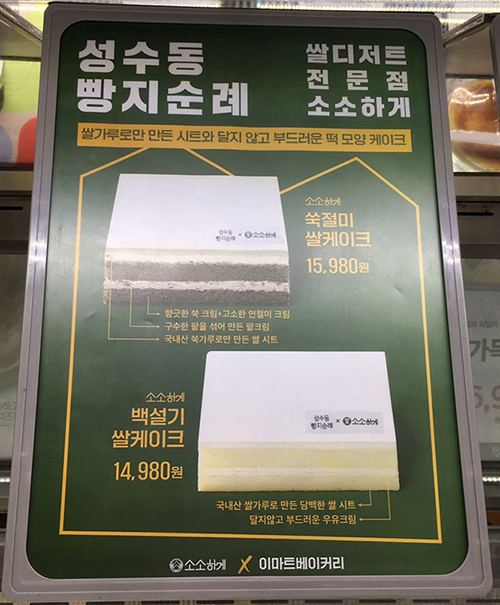 성수동
빵지순례
쌀디저트
전문점
소소하게
쌀가루로만 만든 시트와 달지 않고 부드러운 떡 모양 케이크
소소하게
쑥절미
쌀케이크
15,980원
성수동
빵지순례 × 소소하게
향긋한 쑥 크림+고소한 인절미 크림
구수한 팥을 섞어 만든 팥크림
국내산 쑥가루로만 만든 쌀 시트
소소하게
백설기
쌀케이크
14,980원
성수동
빵지순례 × 소소하게
국내산 쌀가루로 만든 담백한 쌀 시트
달지않고 부드러운 우유크림
소소하게 X 이마트베이커리